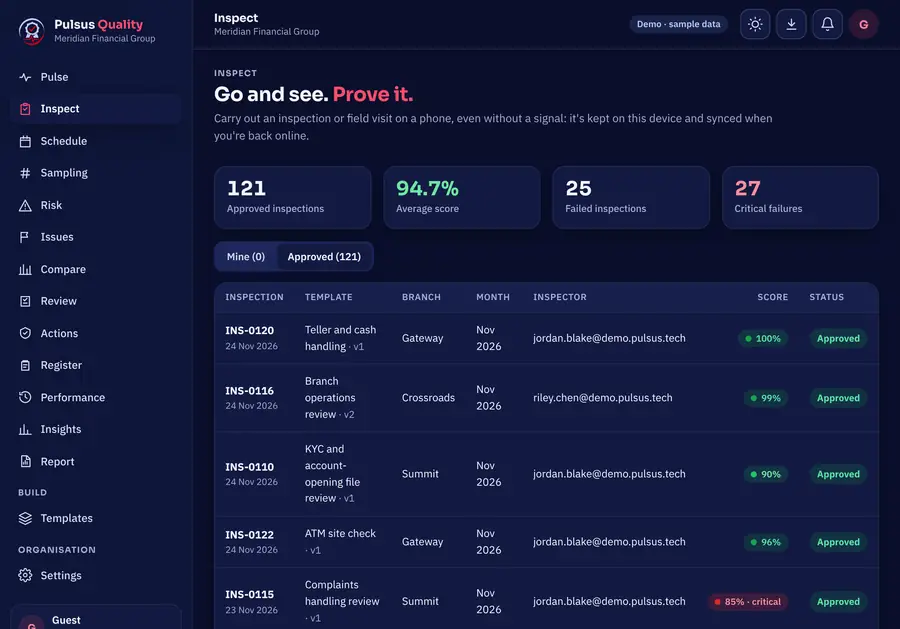 Pulsus Quality
Meridian Financial Group
Pulse
Inspect
Schedule
Sampling
Risk
Issues
Compare
Review
Actions
Register
Performance
Insights
Report
BUILD
Templates
ORGANISATION
Settings
G
Guest
Inspect
Meridian Financial Group
Demo · sample data
G
INSPECT
Go and see. Prove it.
Carry out an inspection or field visit on a phone, even without a signal: it's kept on this device and synced when
you're back online.
121
Approved inspections
94.7%
Average score
25
Failed inspections
27
Critical failures
Mine (0)
Approved (121)
INSPECTION TEMPLATE BRANCH MONTH INSPECTOR SCORE STATUS
INS-0120
24 Nov 2026
Teller and cash
handling · v1
Gateway
Nov
2026
jordan.blake@demo.pulsus.tech
100%
Approved
INS-0116
24 Nov 2026
Branch
operations
review · v2
Crossroads
Nov
2026
riley.chen@demo.pulsus.tech
99%
Approved
INS-0110
24 Nov 2026
KYC and
account-
opening file
review · v1
Summit
Nov
2026
jordan.blake@demo.pulsus.tech
90%
Approved
INS-0122
24 Nov 2026
ATM site check
· v1
Gateway
Nov
2026
jordan.blake@demo.pulsus.tech
96%
Approved
INS-0115
23 Nov 2026
Complaints
handling review
· v1
Summit
Nov
2026
jordan.blake@demo.pulsus.tech
85% · critical
Approved